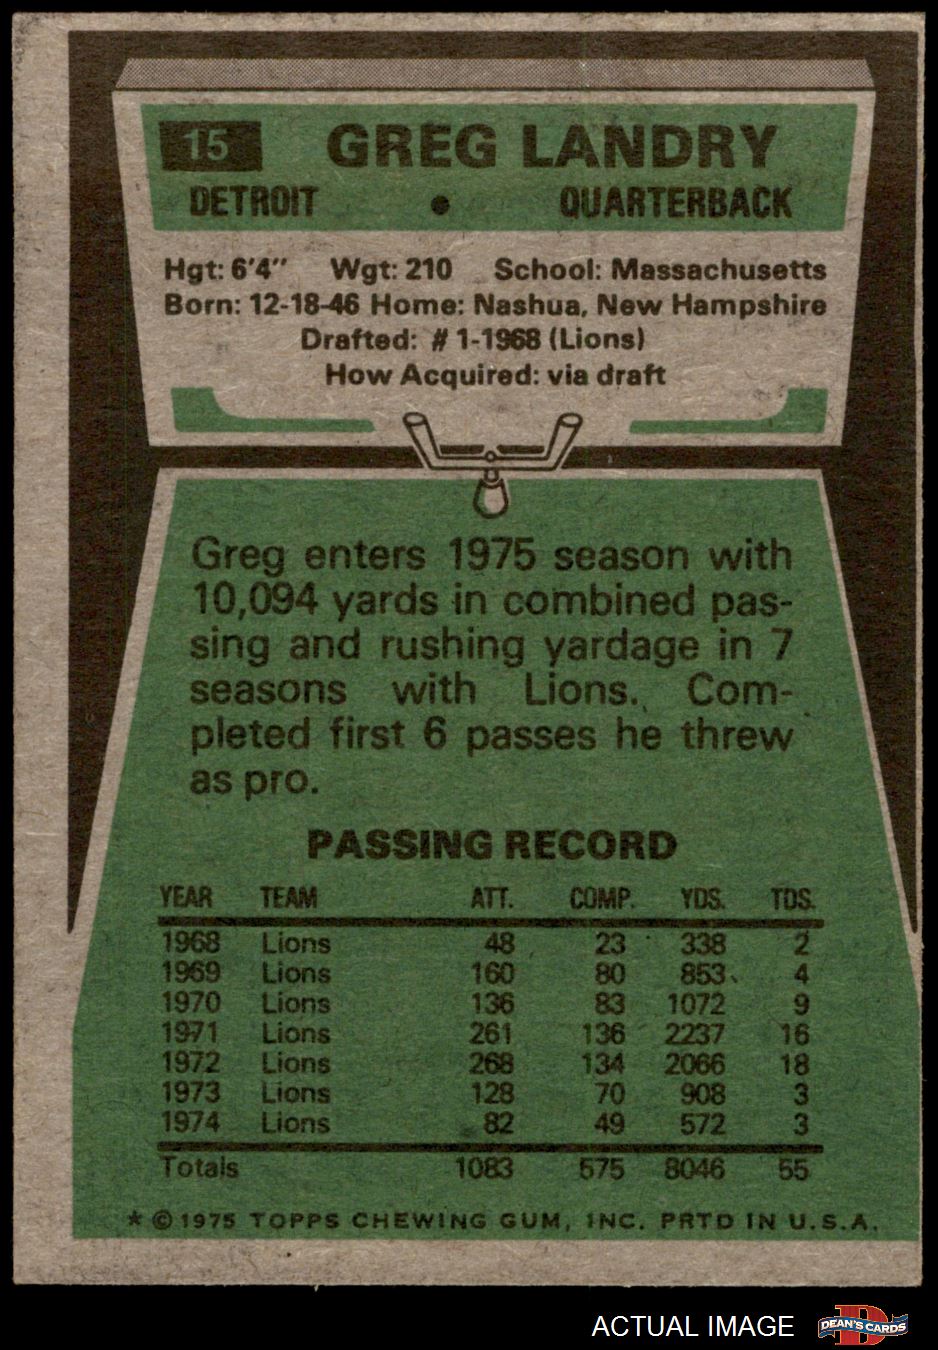 15 GREG LANDRY
DETROIT • QUARTERBACK
Hgt: 6'4" Wgt: 210 School: Massachusetts
Born: 12-18-46 Home: Nashua, New Hampshire
Drafted: # 1-1968 (Lions)
How Acquired: via draft
Greg enters 1975 season with
10,094 yards in combined pas-
sing and rushing yardage in 7
seasons with Lions. Com-
pleted first 6 passes he threw
as pro.
PASSING RECORD
YEAR TEAM ATT. COMP. YDS. TDS.
1968 Lions 48 23 338 2
1969 Lions 160 80 853 4
1970 Lions 136 83 1072 9
1971 Lions 261 136 2237 16
1972 Lions 268 134 2066 18
1973 Lions 128 70 908 3
1974 Lions 82 49 572 3
Totals 1083 575 8046 55
* © 1975 TOPPS CHEWING GUM, INC. PRTD IN U.S.A.
ACTUAL IMAGE DEAN'S CARDS